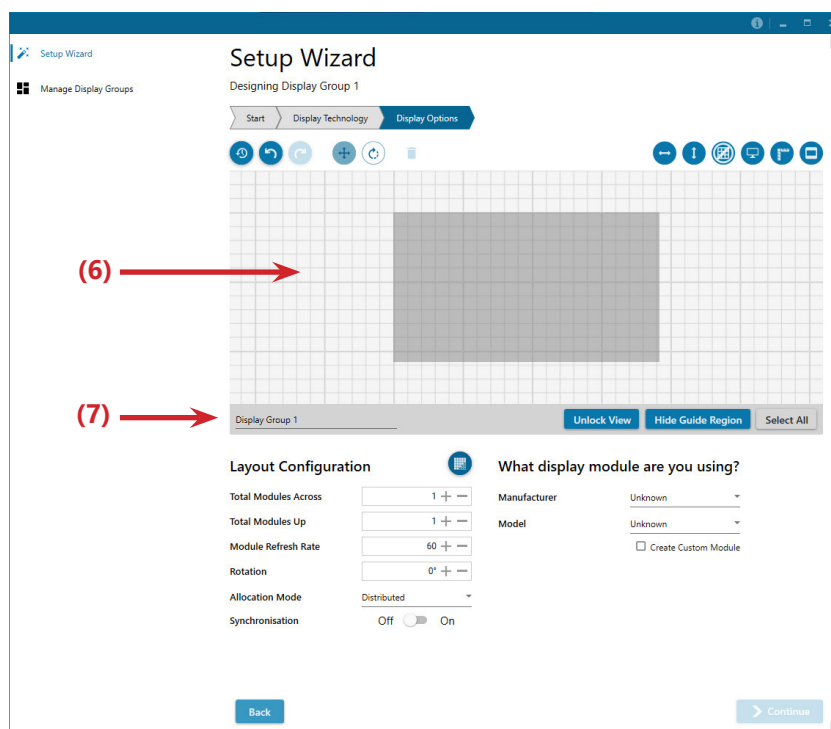 Setup Wizard
Manage Display Groups
Setup Wizard
Designing Display Group 1
Start Display Technology Display Options
(6)
(7)
Display Group 1 Unlock View Hide Guide Region Select All
Layout Configuration What display module are you using?
Total Modules Across 1 Manufacturer Unknown
Total Modules Up 1 Model Unknown
Module Refresh Rate 60 Create Custom Module
Rotation 0°
Allocation Mode Distributed
Synchronisation Off On
Back Continue